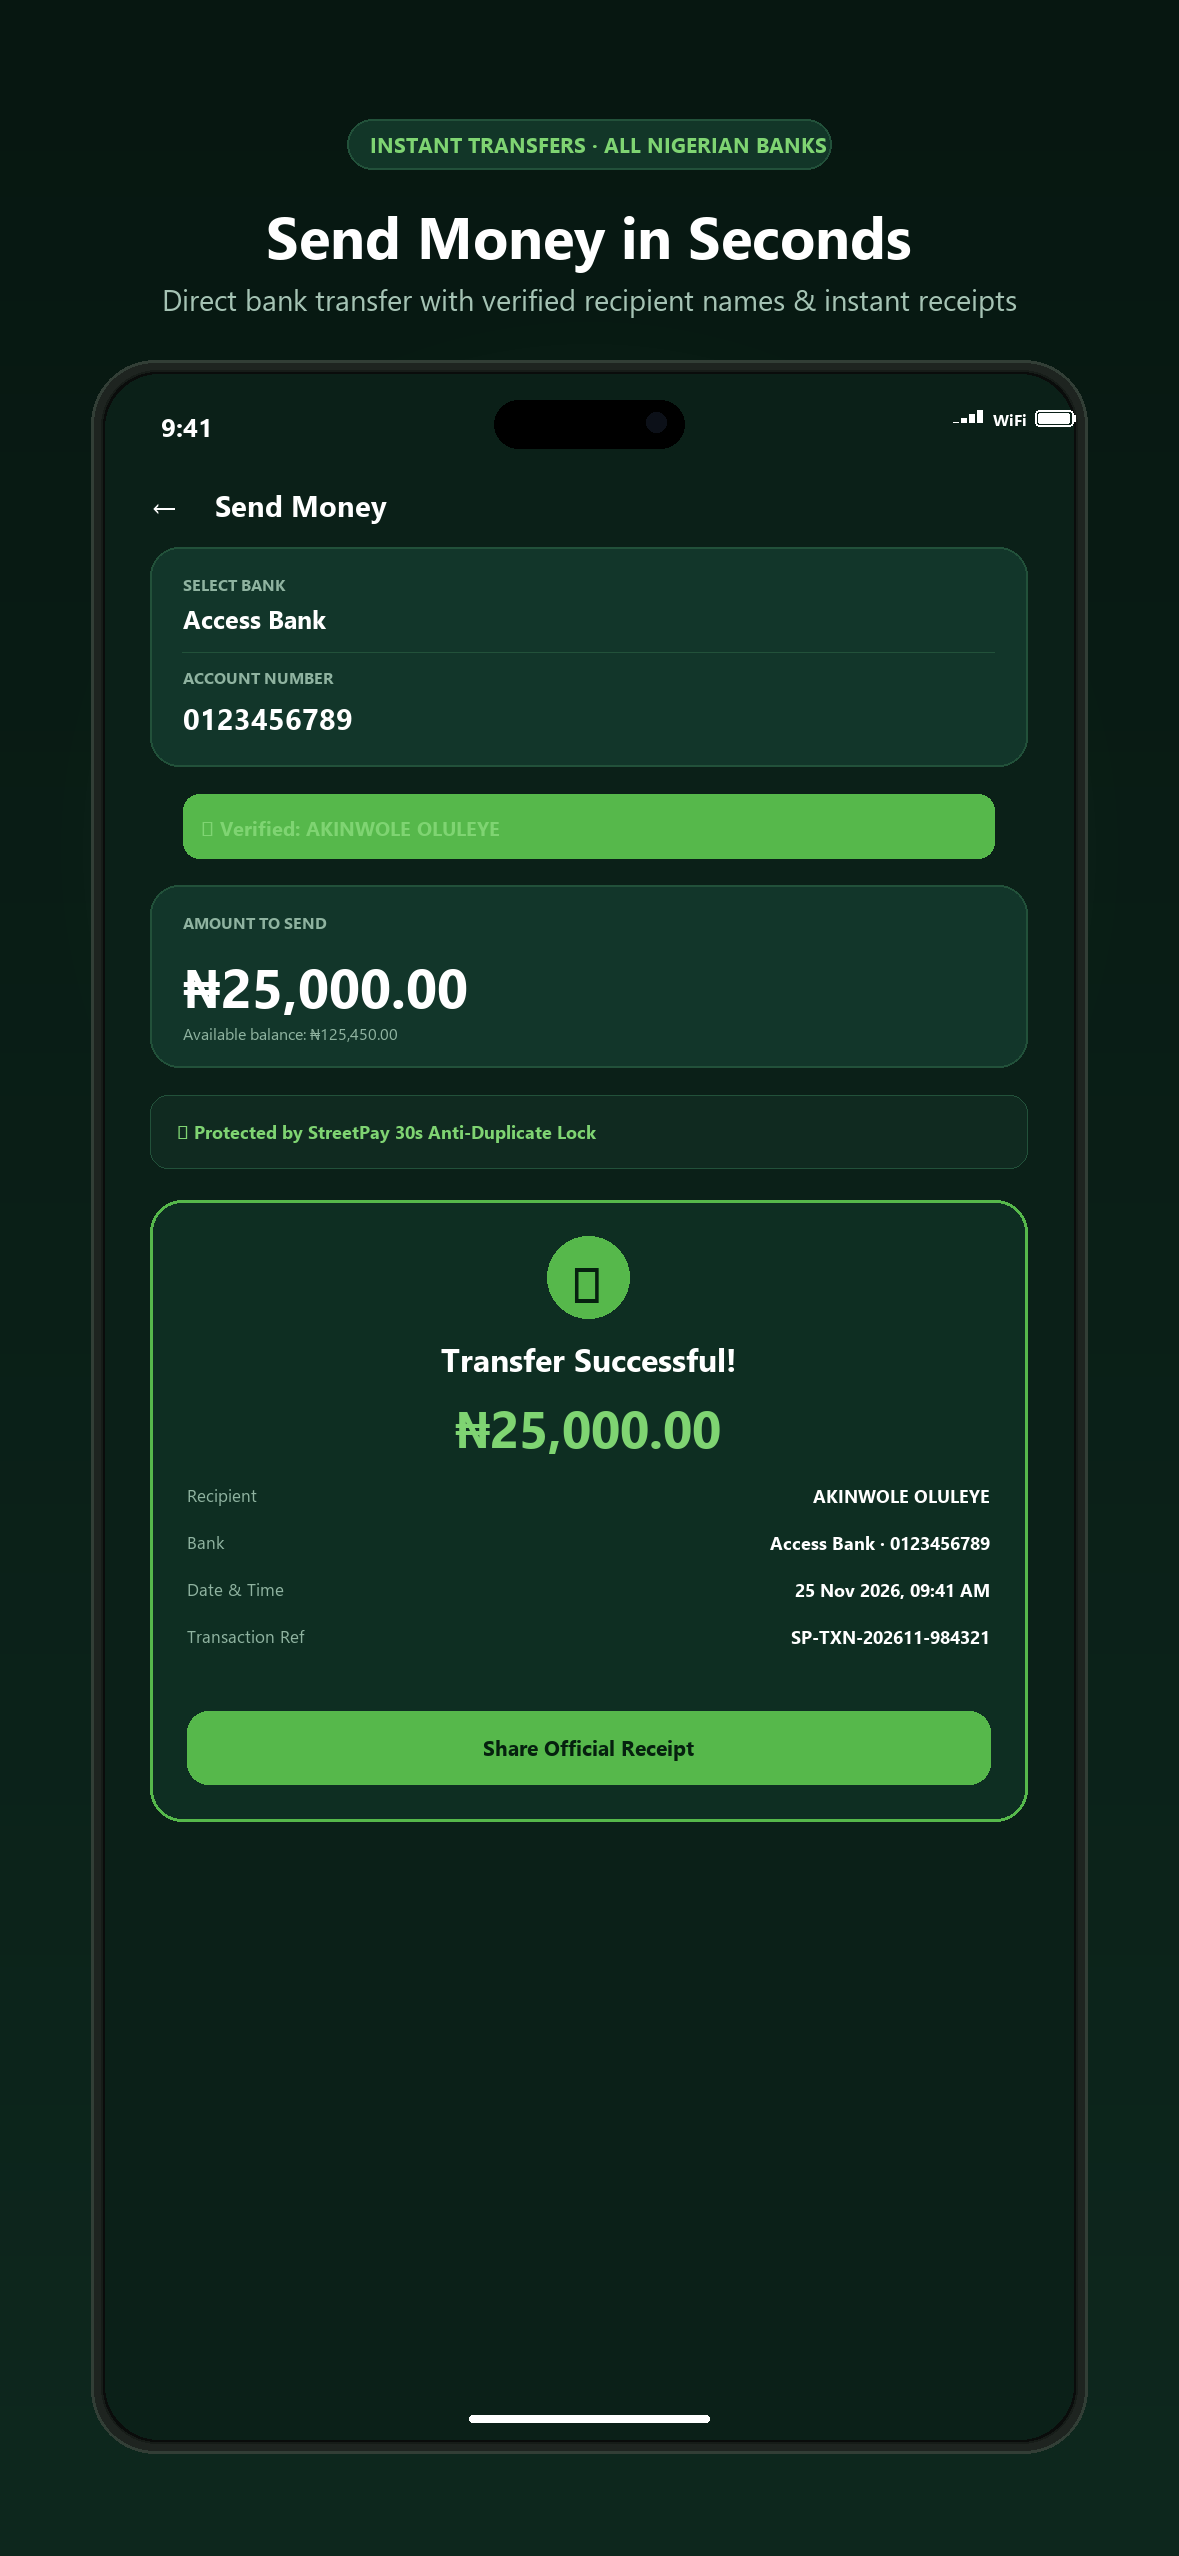 INSTANT TRANSFERS · ALL NIGERIAN BANKS
Send Money in Seconds
Direct bank transfer with verified recipient names & instant receipts
9:41
WiFi
← Send Money
SELECT BANK
Access Bank
ACCOUNT NUMBER
0123456789
Verified: AKINWOLE OLULEYE
AMOUNT TO SEND
₦25,000.00
Available balance: ₦125,450.00
Protected by StreetPay 30s Anti-Duplicate Lock
Transfer Successful!
₦25,000.00
Recipient AKINWOLE OLULEYE
Bank Access Bank · 0123456789
Date & Time 25 Nov 2026, 09:41 AM
Transaction Ref SP-TXN-202611-984321
Share Official Receipt